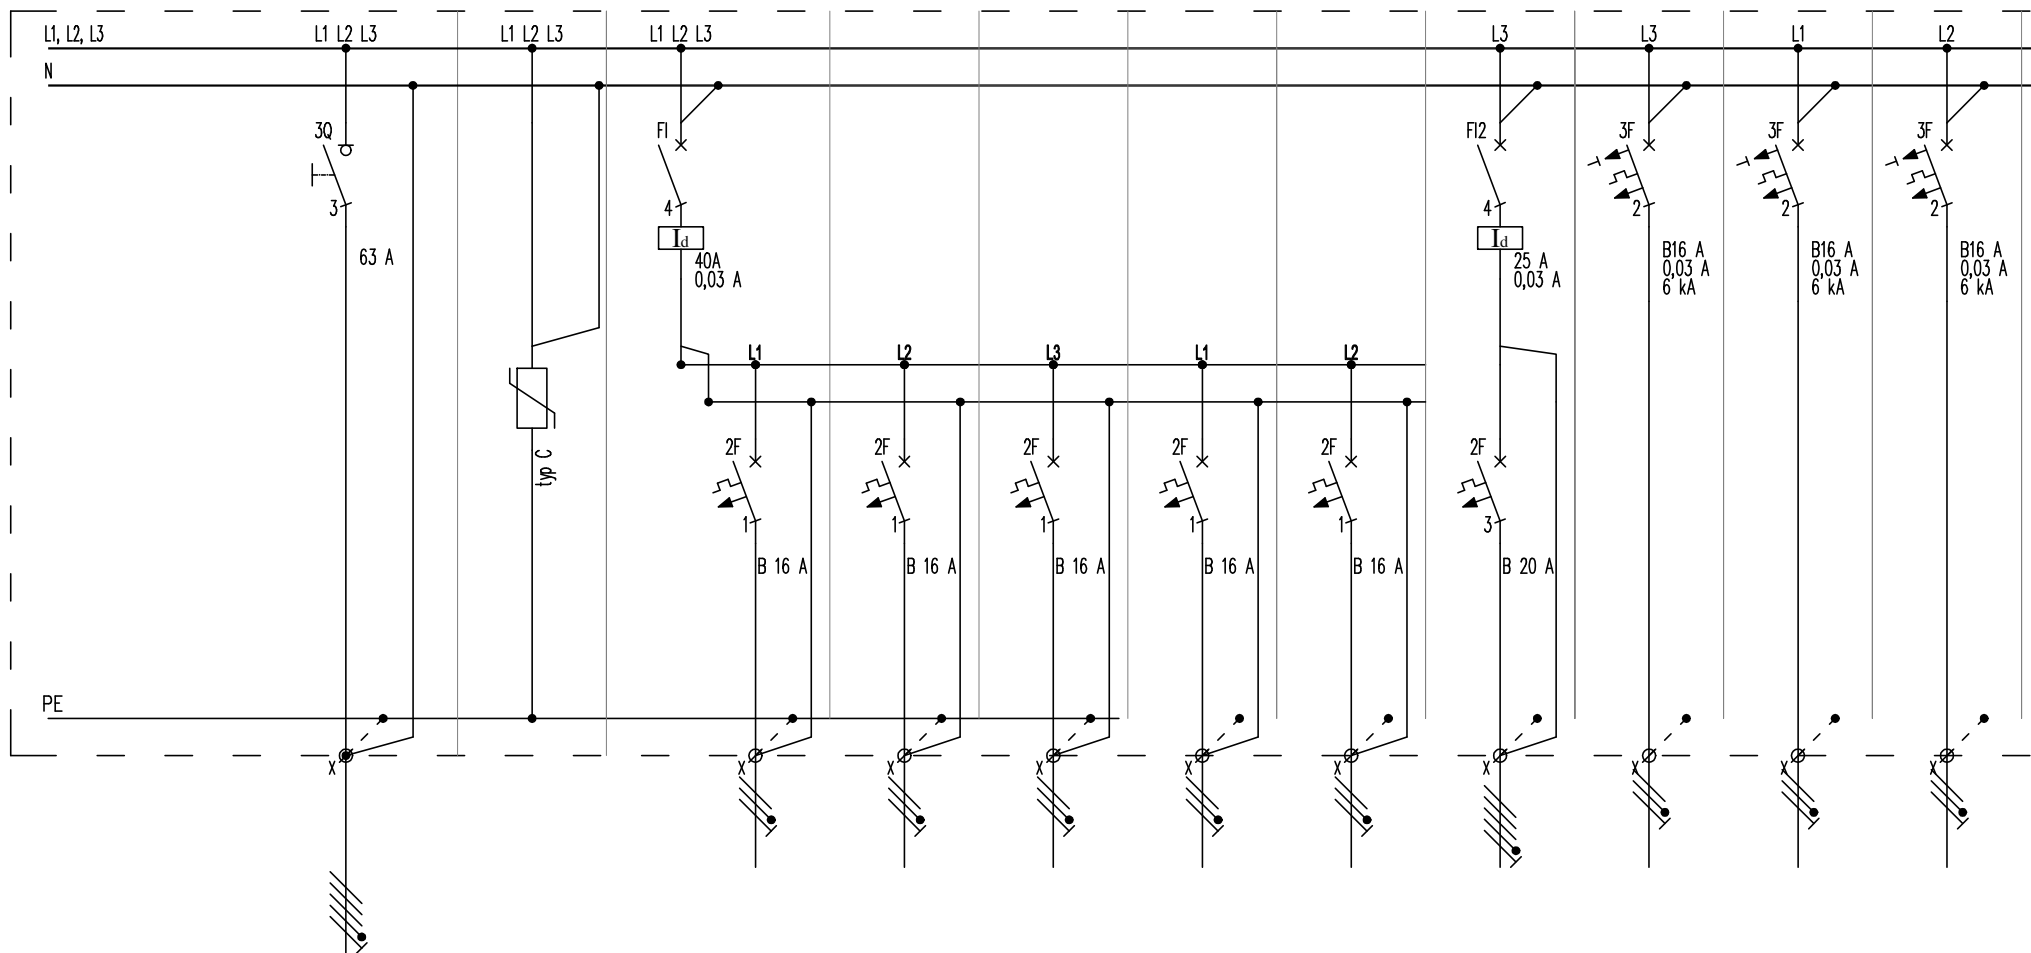 L1, L2, L3
L1 L2 L3
L1 L2 L3
L1 L2 L3
L3
L3
L1
L2
N
3Q
3
63 A
FI
4
Id
40A
0,03 A
FI2
4
Id
25 A
0,03 A
3F
2
B16 A
0,03 A
6 kA
3F
2
B16 A
0,03 A
6 kA
3F
2
B16 A
0,03 A
6 kA
L1
L2
L3
L1
L2
typ C
2F
1
B 16 A
2F
1
B 16 A
2F
1
B 16 A
2F
1
B 16 A
2F
1
B 16 A
2F
3
B 20 A
PE
X
X
X
X
X
X
X
X
X
X